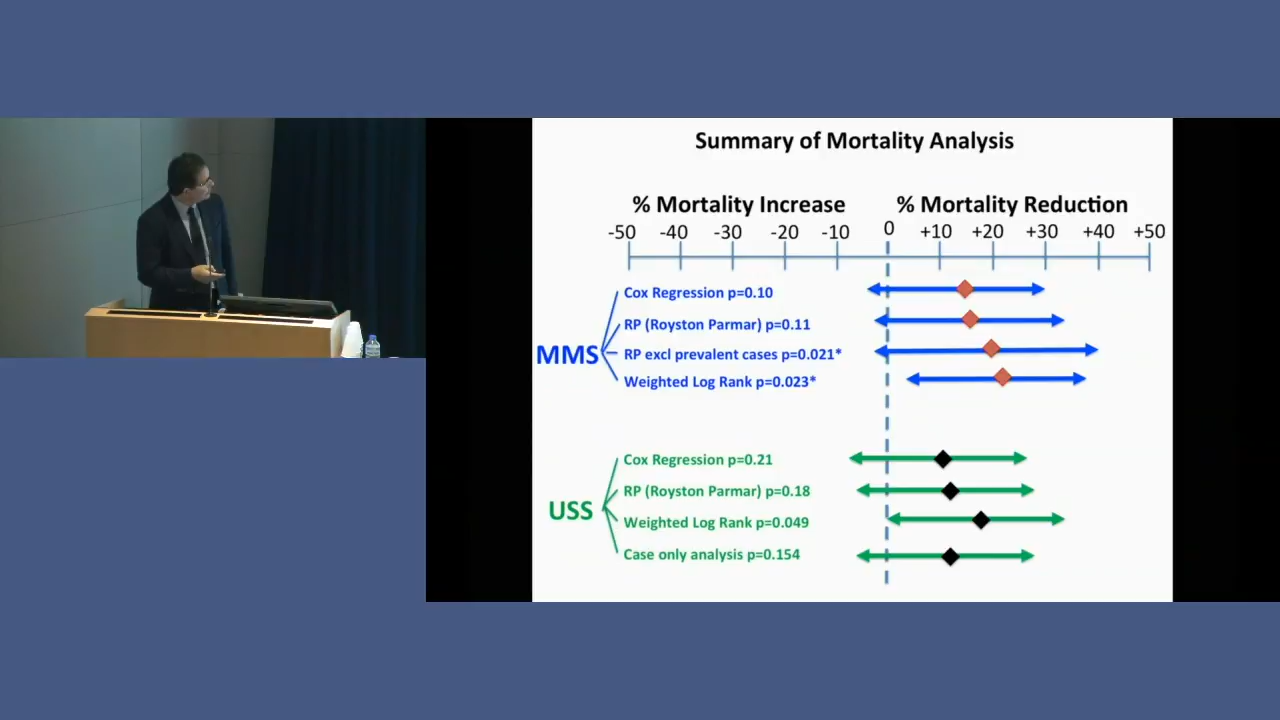 Summary of Mortality Analysis
% Mortality Increase % Mortality Reduction
-50 -40 -30 -20 -10 0 +10 +20 +30 +40 +50
Cox Regression p=0.10
RP (Royston Parmar) p=0.11
MMS
RP excl prevalent cases p=0.021*
Weighted Log Rank p=0.023*
Cox Regression p=0.21
RP (Royston Parmar) p=0.18
USS
Weighted Log Rank p=0.049
Case only analysis p=0.154